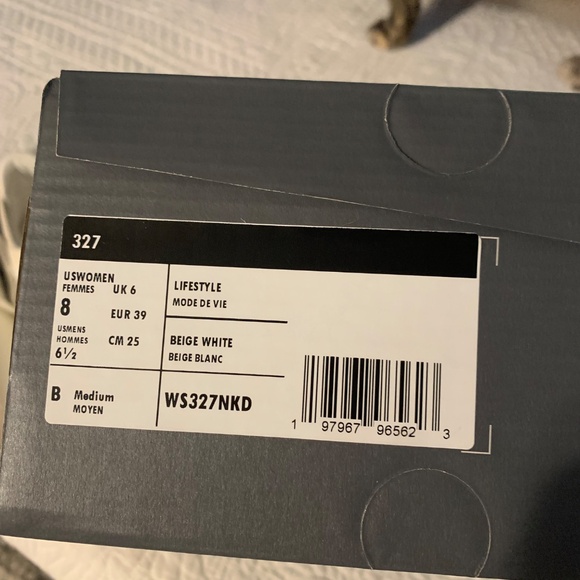 327
USWOMEN
FEMMES UK 6
8 EUR 39
USMENS
HOMMES CM 25
6½
B Medium
MOYEN
LIFESTYLE
MODE DE VIE
BEIGE WHITE
BEIGE BLANC
WS327NKD
1 97967 96562 3